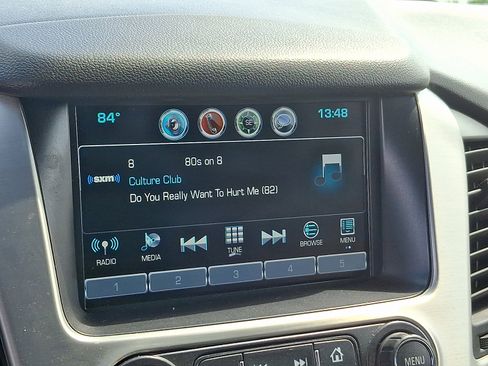 84°
SE
13:48
8 80s on 8
sxm
Culture Club
Do You Really Want To Hurt Me (82)
RADIO
MEDIA
TUNE
BROWSE
MENU
1 2 3 4 5
MENU